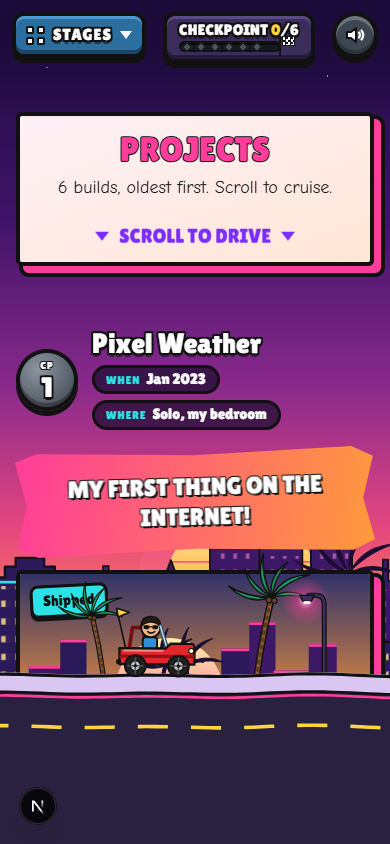 STAGES
CHECKPOINT 0/6
PROJECTS
6 builds, oldest first. Scroll to cruise.
SCROLL TO DRIVE
CP
1
Pixel Weather
WHEN Jan 2023
WHERE Solo, my bedroom
MY FIRST THING ON THE
INTERNET!
Shipped
N